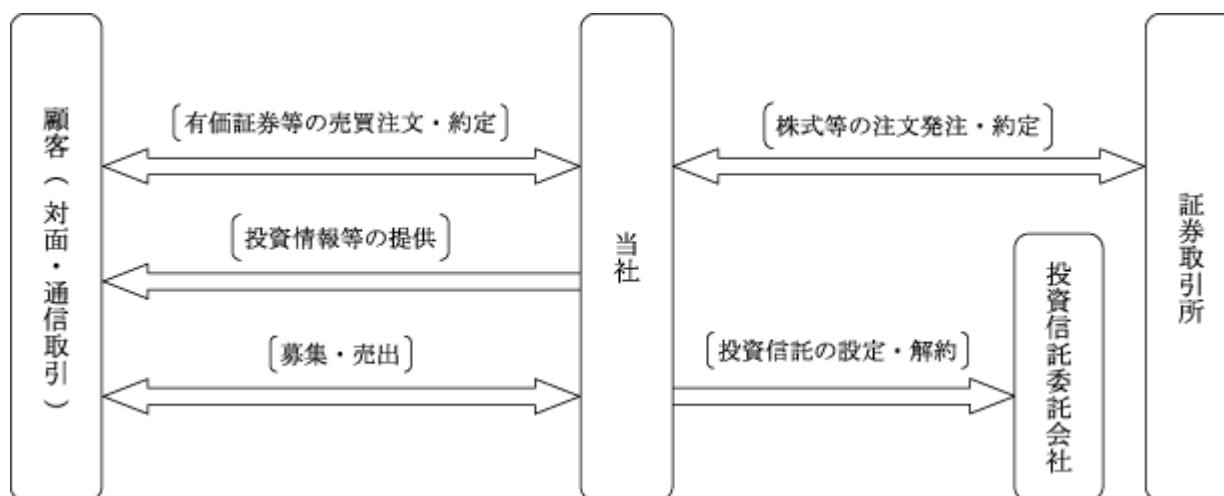 顧客(対面・通信取引)
有価証券等の売買注文・約定
投資情報等の提供
募集・売出
当社
株式等の注文発注・約定
投資信託の設定・解約
投資信託委託会社
証券取引所